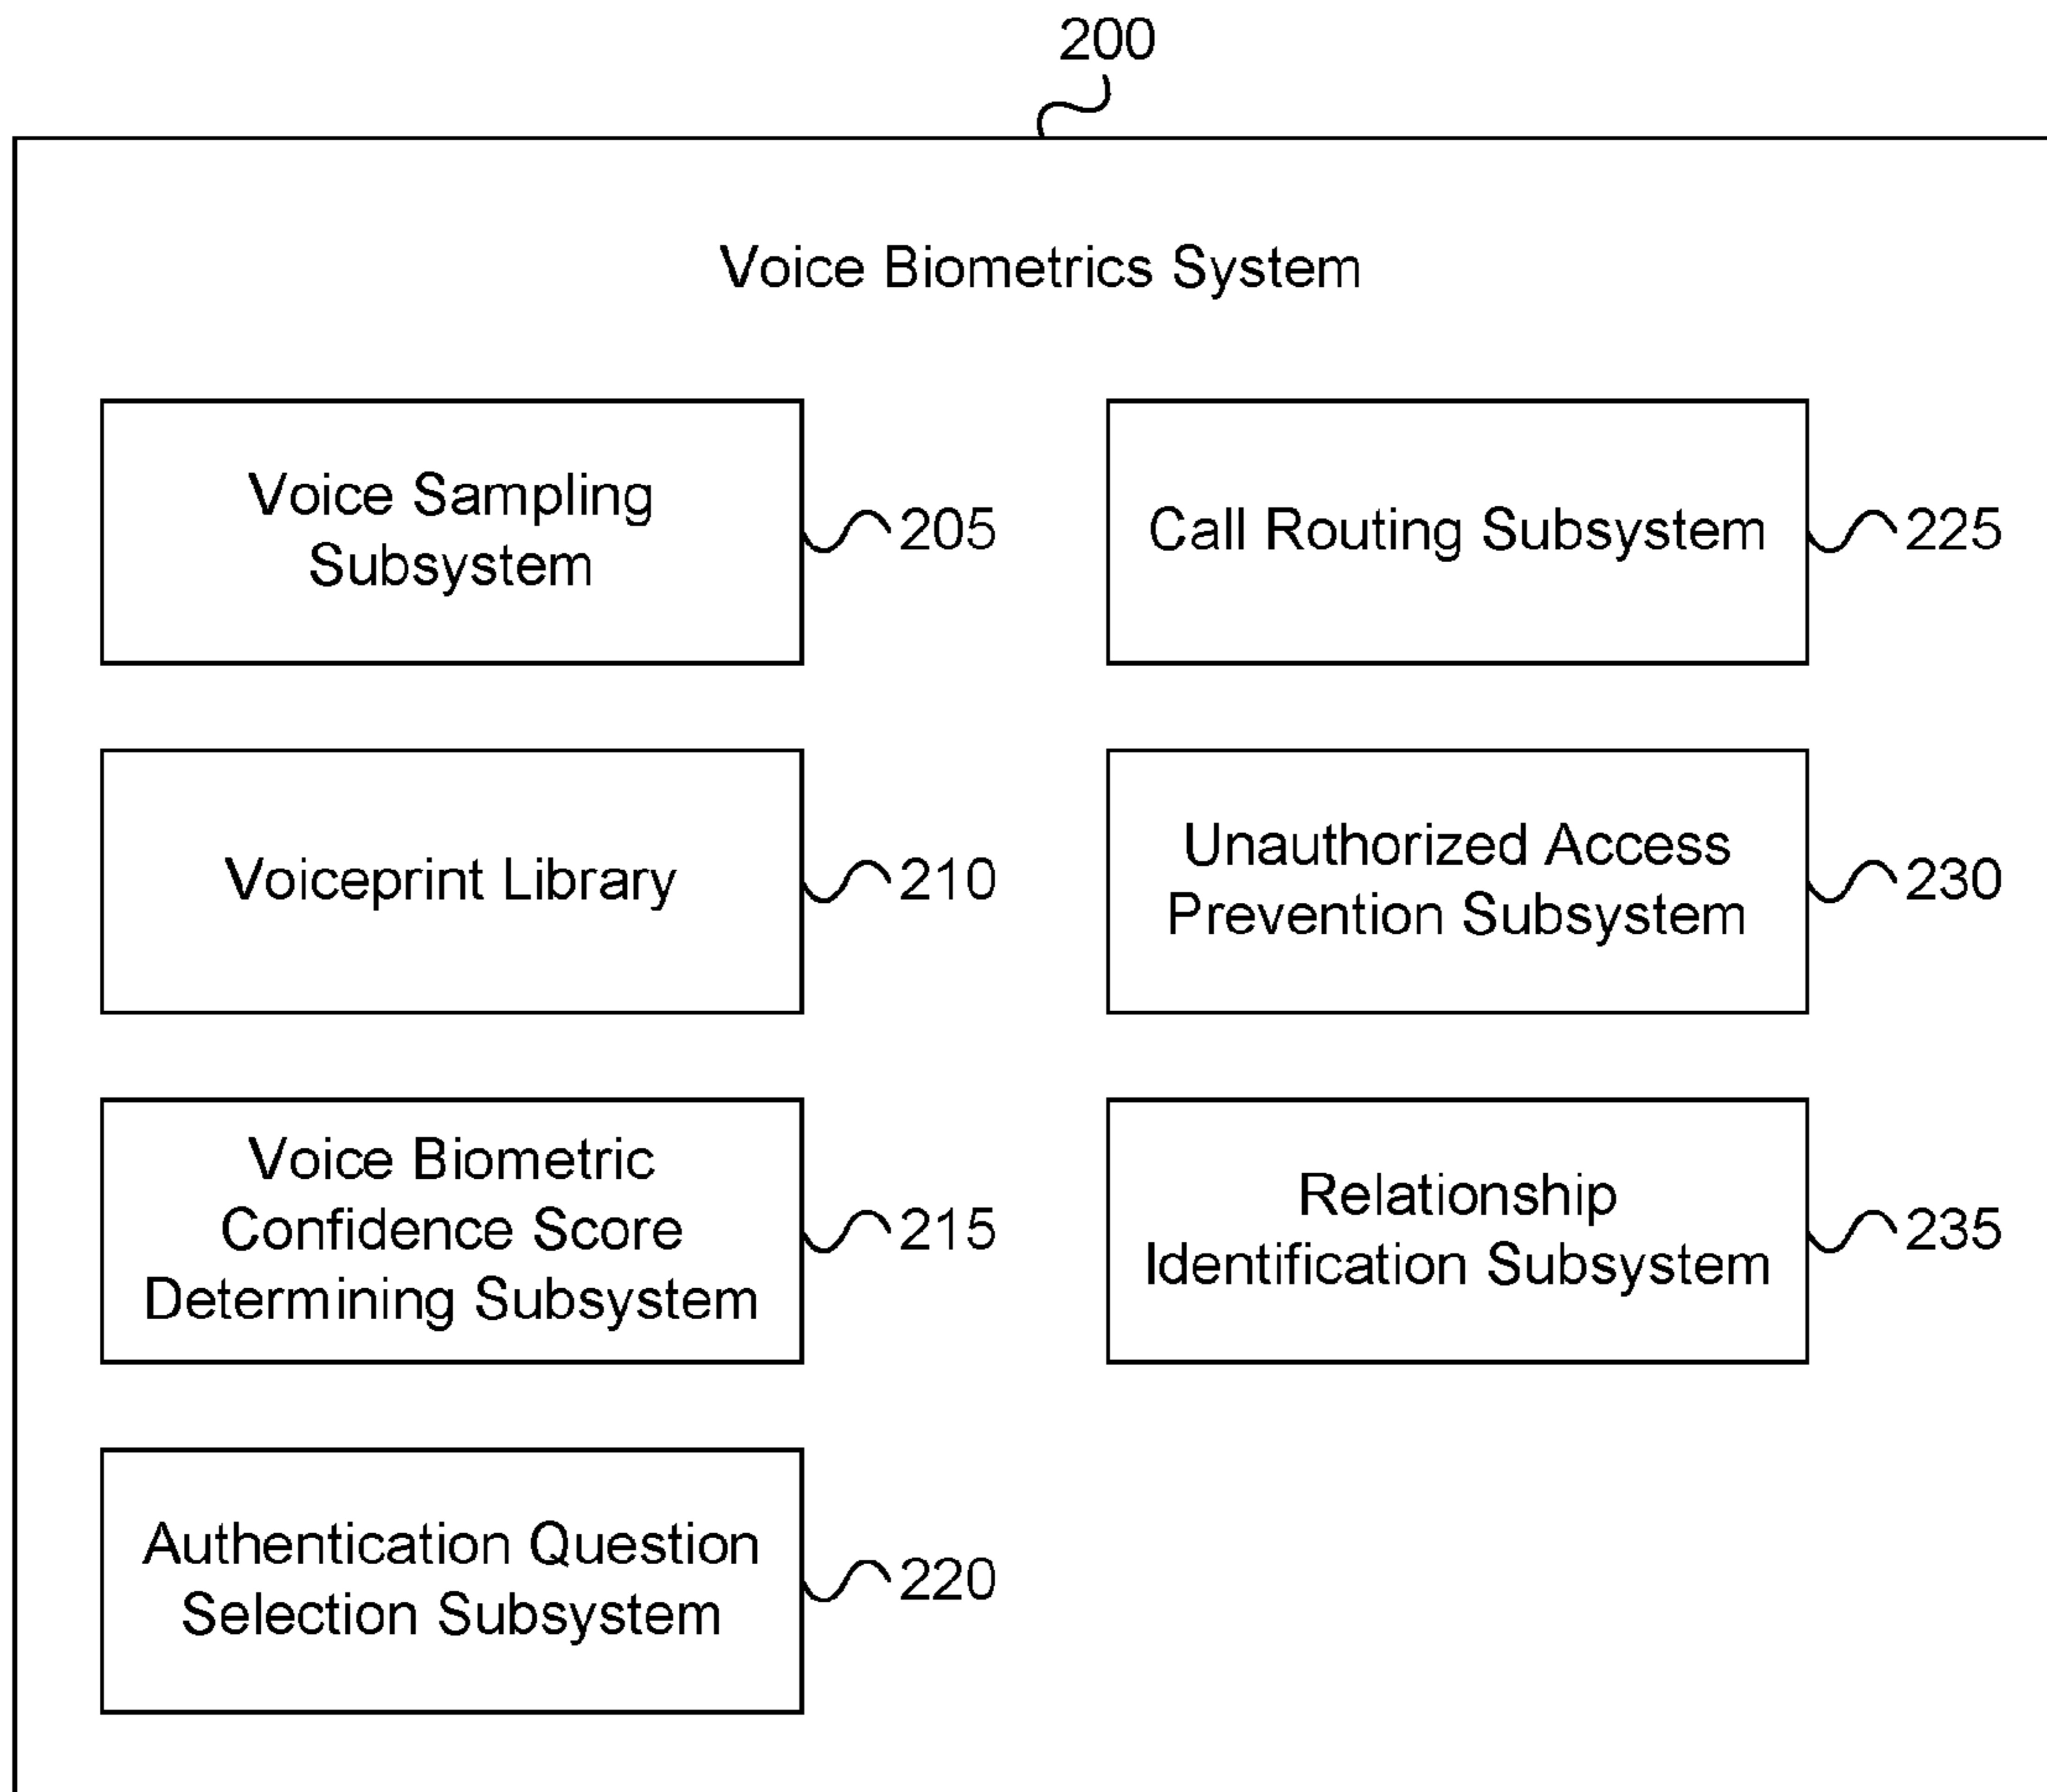 200
Voice Biometrics System
Voice Sampling
Subsystem
205
Voiceprint Library
210
Voice Biometric
Confidence Score
Determining Subsystem
215
Authentication Question
Selection Subsystem
220
Call Routing Subsystem
225
Unauthorized Access
Prevention Subsystem
230
Relationship
Identification Subsystem
235